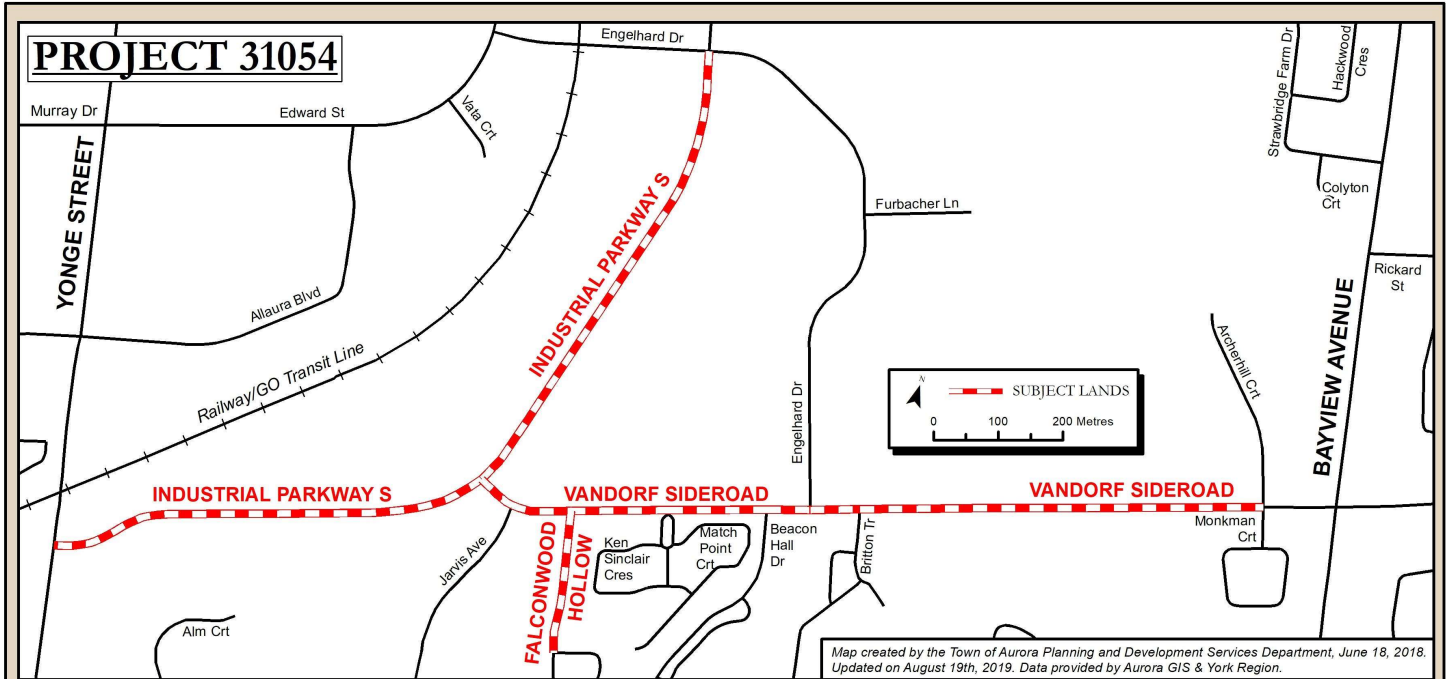 PROJECT 31054
Engelhard Dr
Strawbridge Farm Dr
Hackwood
Cres
Murray Dr
Edward St
Vata Crt
YONGE STREET
INDUSTRIAL PARKWAY S
Furbacher Ln
Colyton
Crt
Rickard
St
Allaura Blvd
Railway/GO Transit Line
Archerhill Crt
BAYVIEW AVENUE
Engelhard Dr
N
SUBJECT LANDS
0 100 200 Metres
INDUSTRIAL PARKWAY S
VANDORF SIDEROAD
VANDORF SIDEROAD
Monkman
Crt
Jarvis Ave
FALCONWOOD
HOLLOW
Ken
Sinclair
Cres
Match
Point
Crt
Beacon
Hall
Dr
Britton Tr
Alm Crt
Map created by the Town of Aurora Planning and Development Services Department, June 18, 2018.
Updated on August 19th, 2019. Data provided by Aurora GIS & York Region.